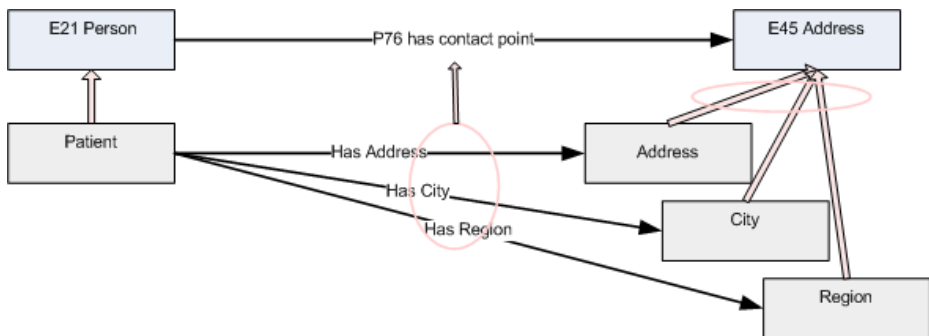 E21 Person
P76 has contact point
E45 Address
Patient
Has Address
Address
Has City
City
Has Region
Region